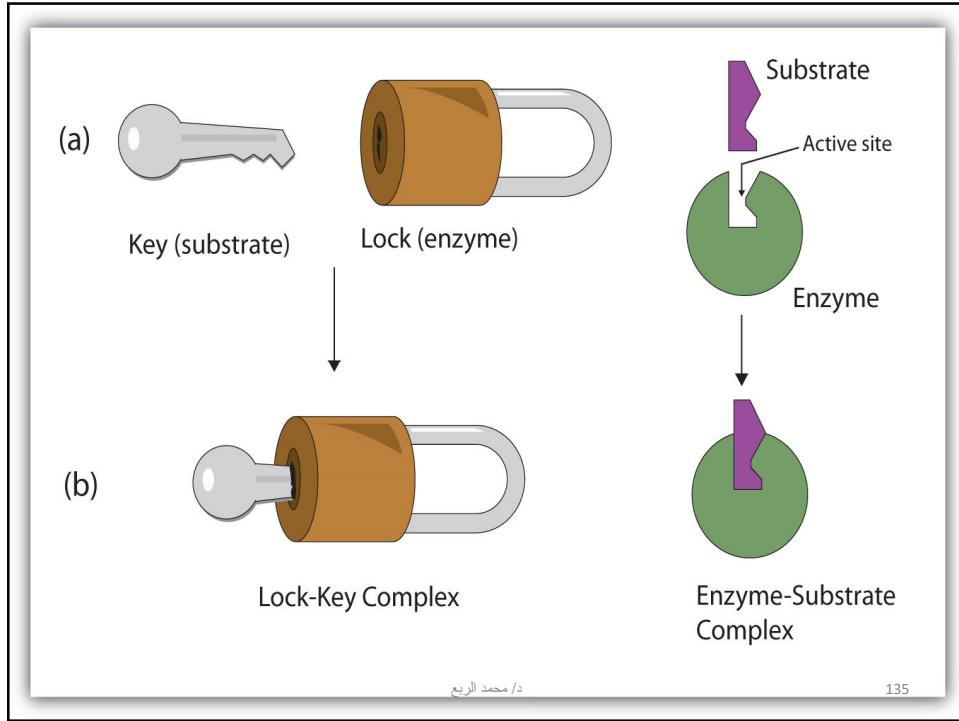 (a)
Key (substrate)
Lock (enzyme)
Substrate
Active site
Enzyme
(b)
Lock-Key Complex
Enzyme-Substrate
Complex
د/ محمد الربع
135